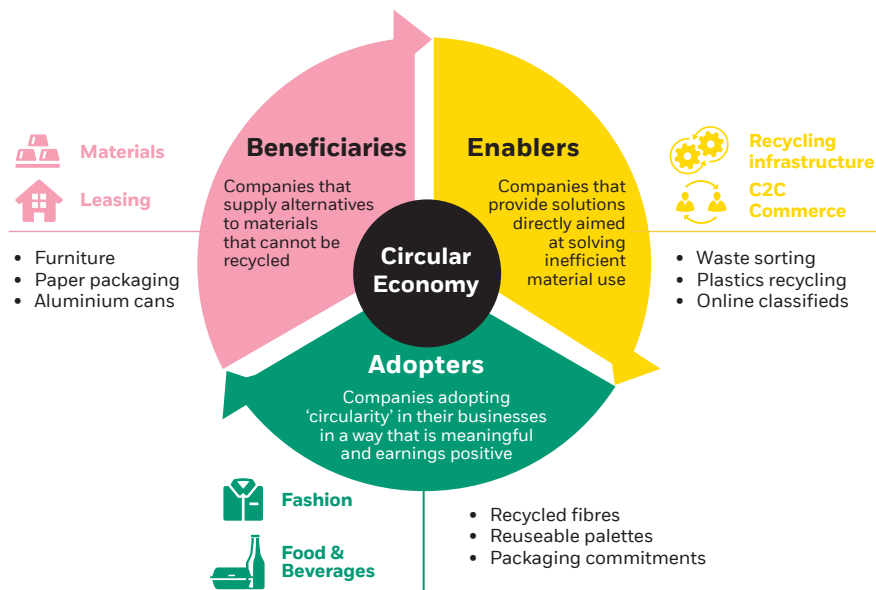 Beneficiaries
Companies that
supply alternatives
to materials
that cannot be
recycled
Materials
Leasing
• Furniture
• Paper packaging
• Aluminium cans
Enablers
Companies that
provide solutions
directly aimed
at solving
inefficient
material use
Recycling
infrastructure
C2C
Commerce
• Waste sorting
• Plastics recycling
• Online classifieds
Circular
Economy
Adopters
Companies adopting
‘circularity’ in their businesses
in a way that is meaningful
and earnings positive
Fashion
Food &
Beverages
• Recycled fibres
• Reuseable palettes
• Packaging commitments